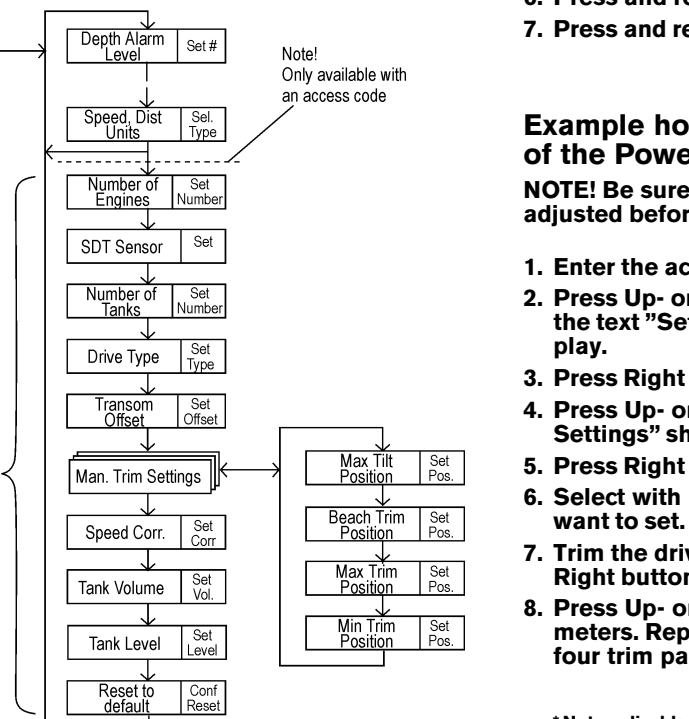 Depth Alarm
Level
Set #
Note!
Only available with
an access code
Speed, Dist
Units
Sel.
Type
Number of
Engines
Set
Number
SDT Sensor
Set
Number of
Tanks
Set
Number
Drive Type
Set
Type
Transom
Offset
Set
Offset
Man. Trim Settings
Speed Corr.
Set
Corr
Tank Volume
Set
Vol.
Tank Level
Set
Level
Reset to
default
Conf
Reset
Max Tilt
Position
Set
Pos.
Beach Trim
Position
Set
Pos.
Max Trim
Position
Set
Pos.
Min Trim
Position
Set
Pos.
7. Press and re
Example ho
of the Powe
NOTE! Be sure
adjusted befor
1. Enter the ac
2. Press Up- or
the text ”Set
play.
3. Press Right
4. Press Up- or
Settings” sh
5. Press Right
6. Select with
want to set.
7. Trim the driv
Right button
8. Press Up- or
meters. Rep
four trim pa